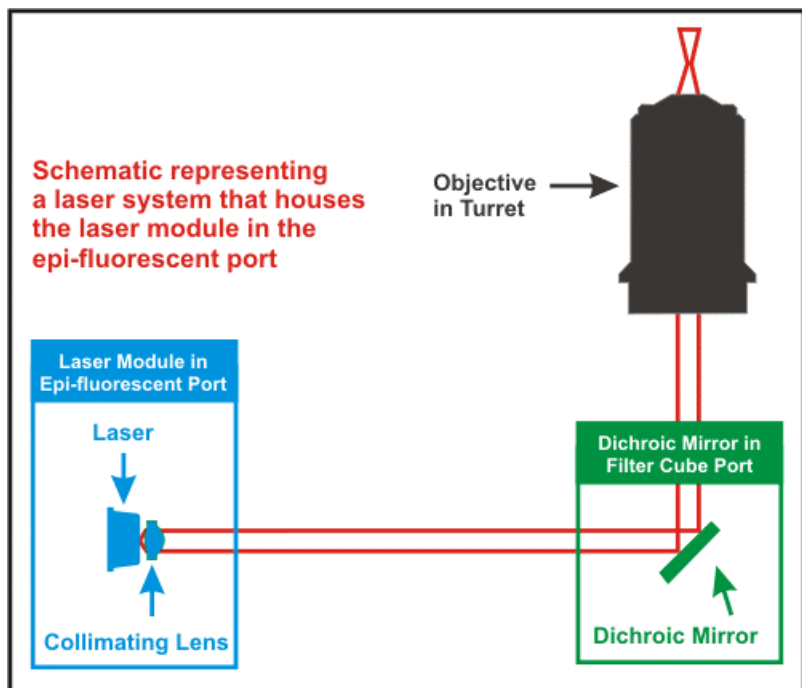 Schematic representing
a laser system that houses
the laser module in the
epi-fluorescent port
Objective
in Turret
Laser Module in
Epi-fluorescent Port
Laser
Collimating Lens
Dichroic Mirror in
Filter Cube Port
Dichroic Mirror